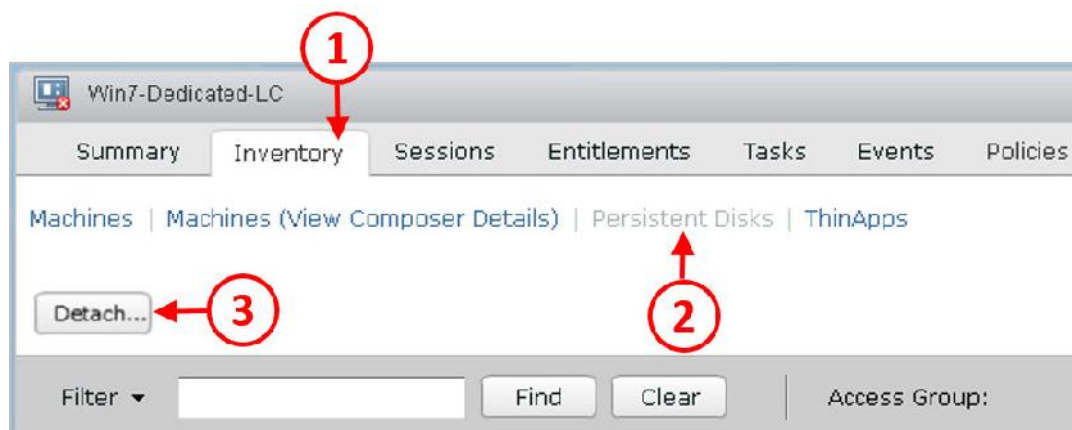 1
Win7-Dedicated-LC
Summary Inventory Sessions Entitlements Tasks Events Policies
Machines | Machines (View Composer Details) | Persistent Disks | ThinApps
Detach... 3 2
Filter Find Clear Access Group: